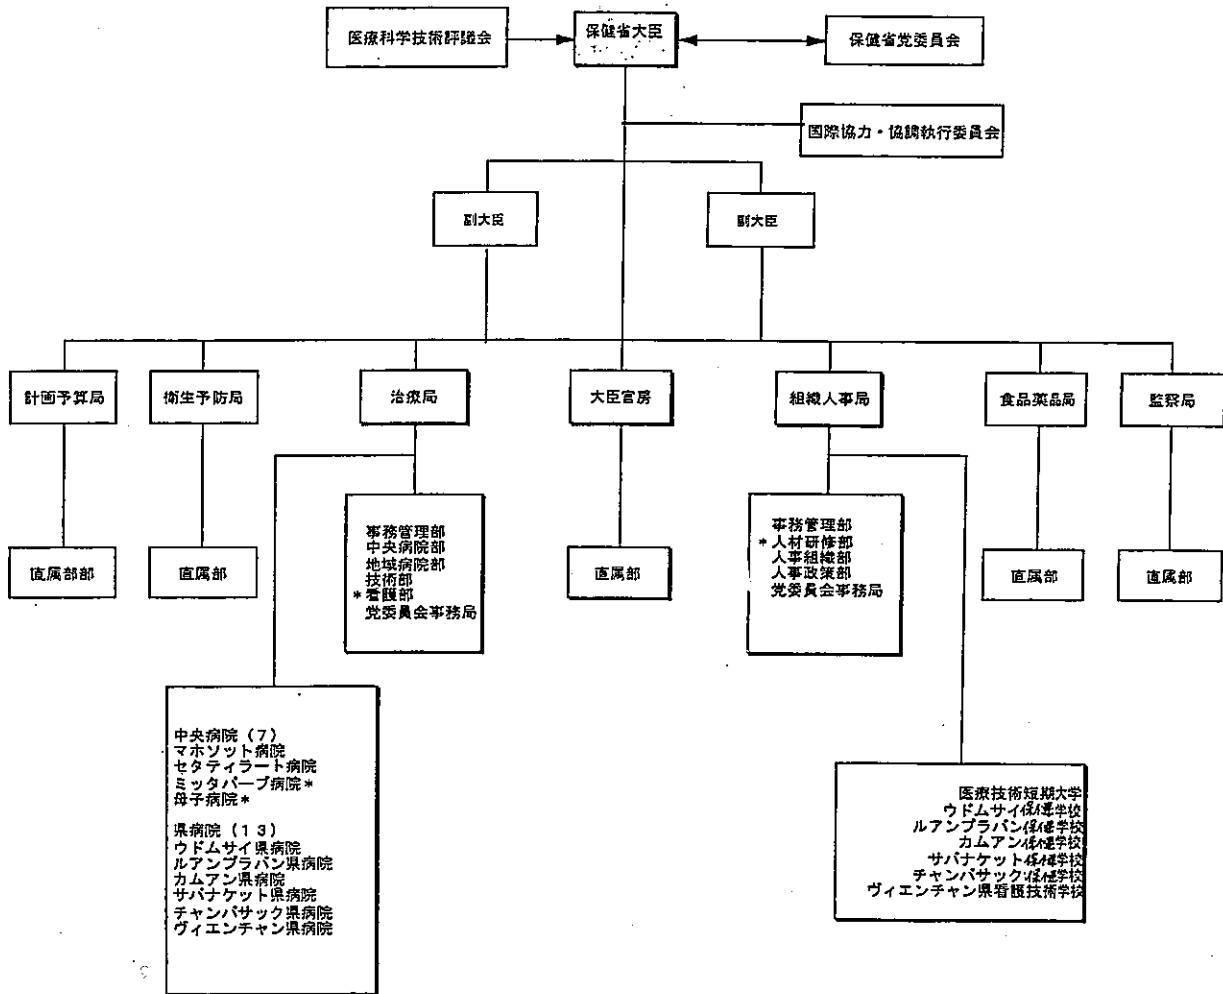 医療科学技術評議会
保健省大臣
保健省党委員会
国際協力・協調執行委員会
副大臣
副大臣
計画予算局
衛生予防局
治療局
大臣官房
組織人事局
食品薬品局
監察局
直属部部
直属部
事務管理部
中央病院部
地域病院部
技術部
*看護部
党委員会事務局
直属部
事務管理部
*人材研修部
人事組織部
人事政策部
党委員会事務局
直属部
直属部
中央病院(7)
マホソット病院
セタティラート病院
ミッタパープ病院*
母子病院*
県病院(13)
ウドムサイ県病院
ルアンプラバン県病院
カムアン県病院
サバナケット県病院
チャンパサック県病院
ヴィエンチャン県病院
医療技術短期大学
ウドムサイ保健学校
ルアンプラバン保健学校
カムアン保健学校
サバナケット保健学校
チャンパサック保健学校
ヴィエンチャン県看護技術学校